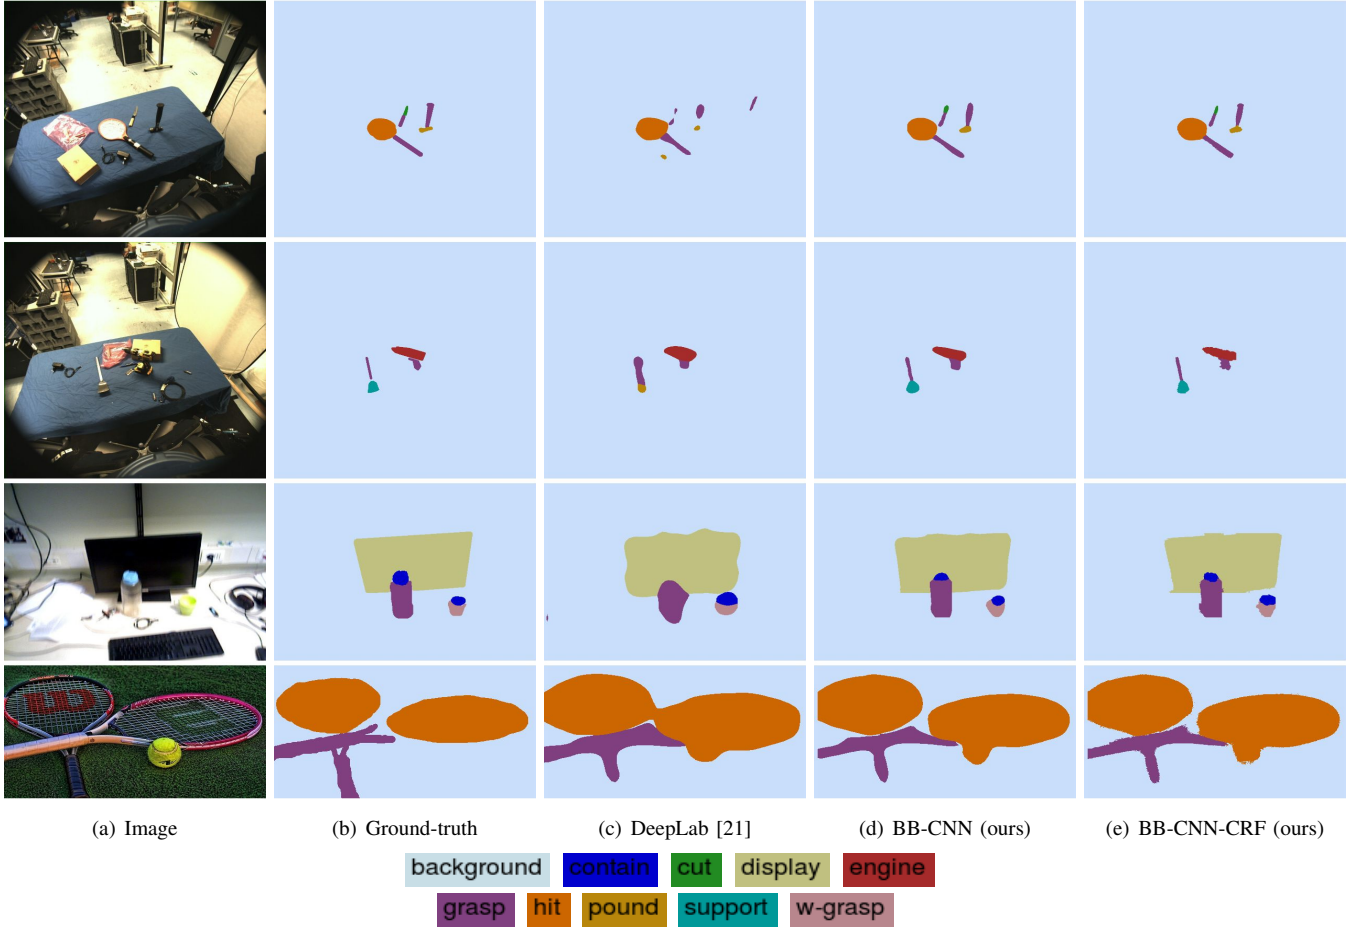 (a) Image (b) Ground-truth (c) DeepLab [21] (d) BB-CNN (ours) (e) BB-CNN-CRF (ours)
background contain cut display engine
grasp hit pound support w-grasp